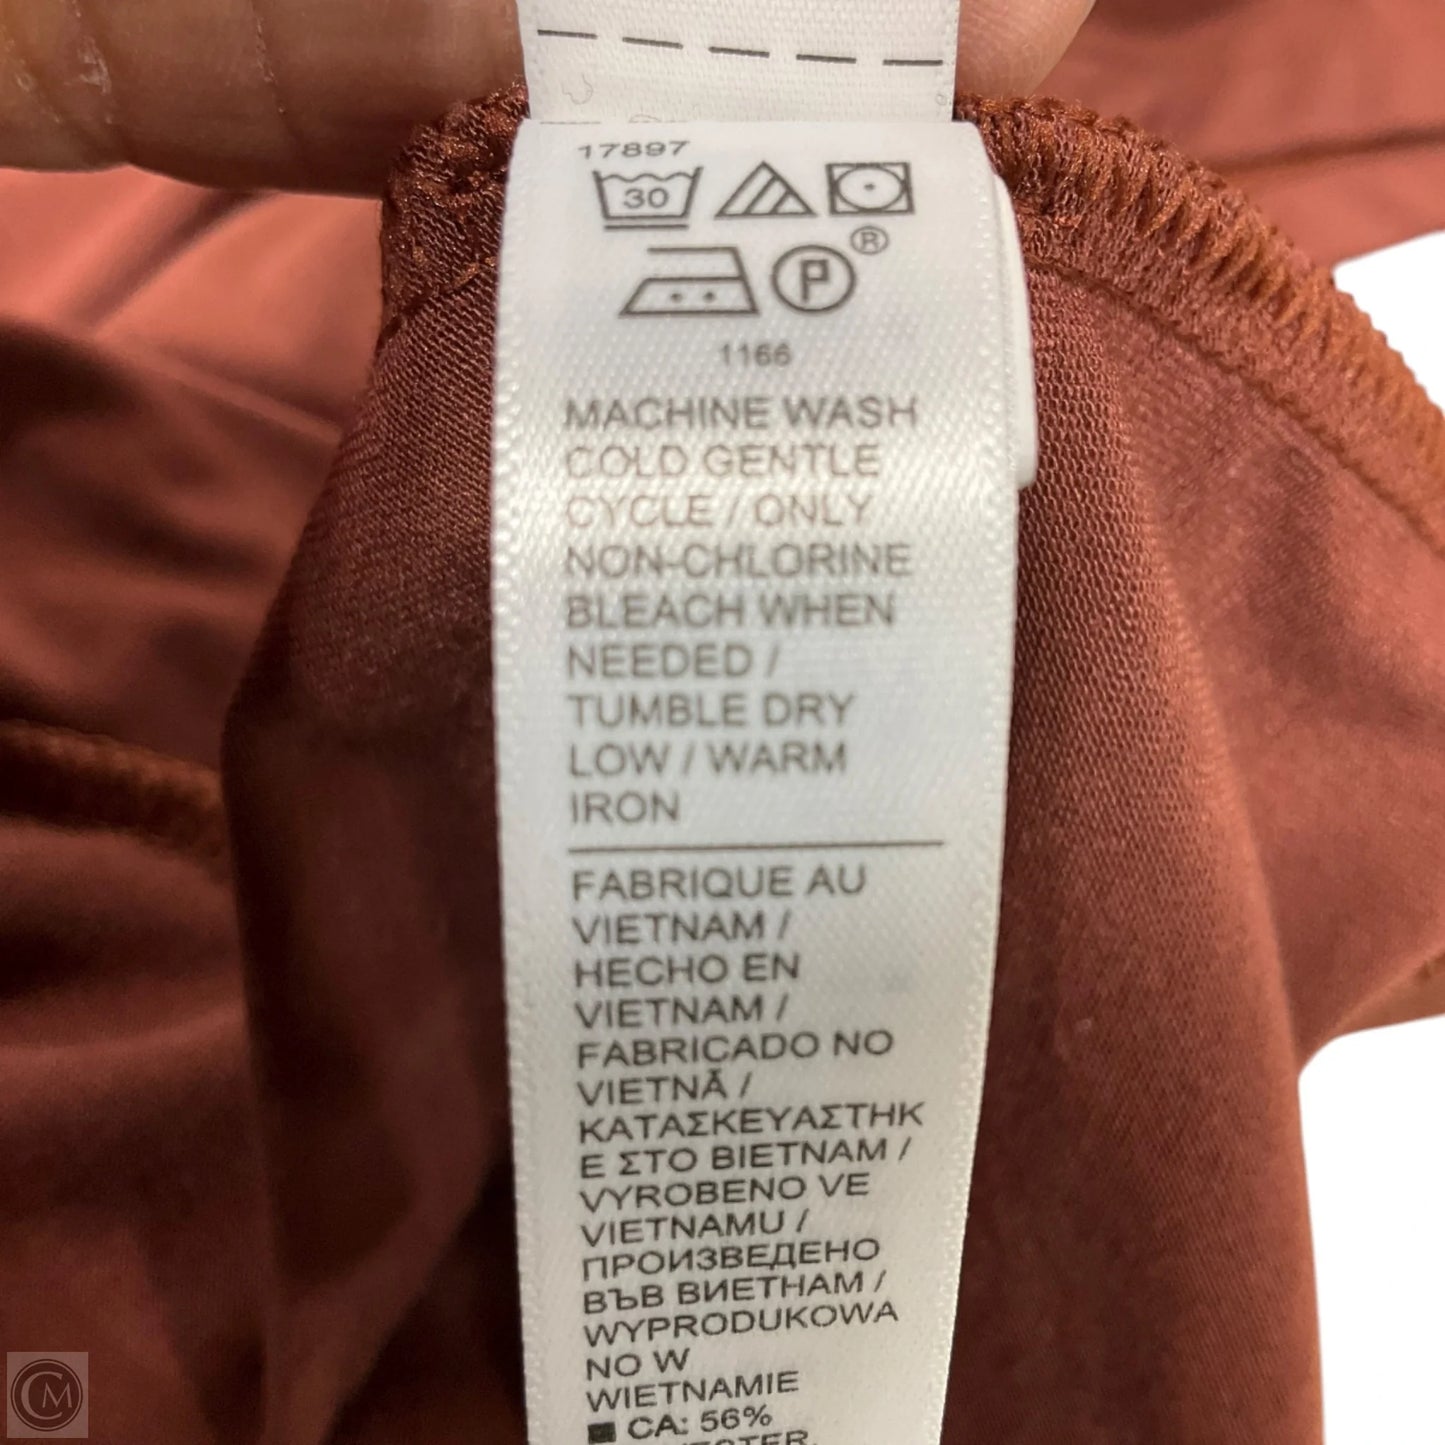 17897
30
P ®
1166
MACHINE WASH
COLD GENTLE
CYCLE / ONLY
NON-CHLORINE
BLEACH WHEN
NEEDED /
TUMBLE DRY
LOW / WARM
IRON
FABRIQUE AU
VIETNAM /
HECHO EN
VIETNAM /
FABRICADO NO
VIETNÃ /
ΚΑΤΑΣΚΕΥΑΣΤΗΚ
Ε ΣΤΟ ΒΙΕΤΝΑΜ /
VYROBENO VE
VIETNAMU /
ПРОИЗВЕДЕНО
ВЪВ ВИЕТНАМ /
WYPRODUKOWA
NO W
WIETNAMIE
CA: 56%
CM